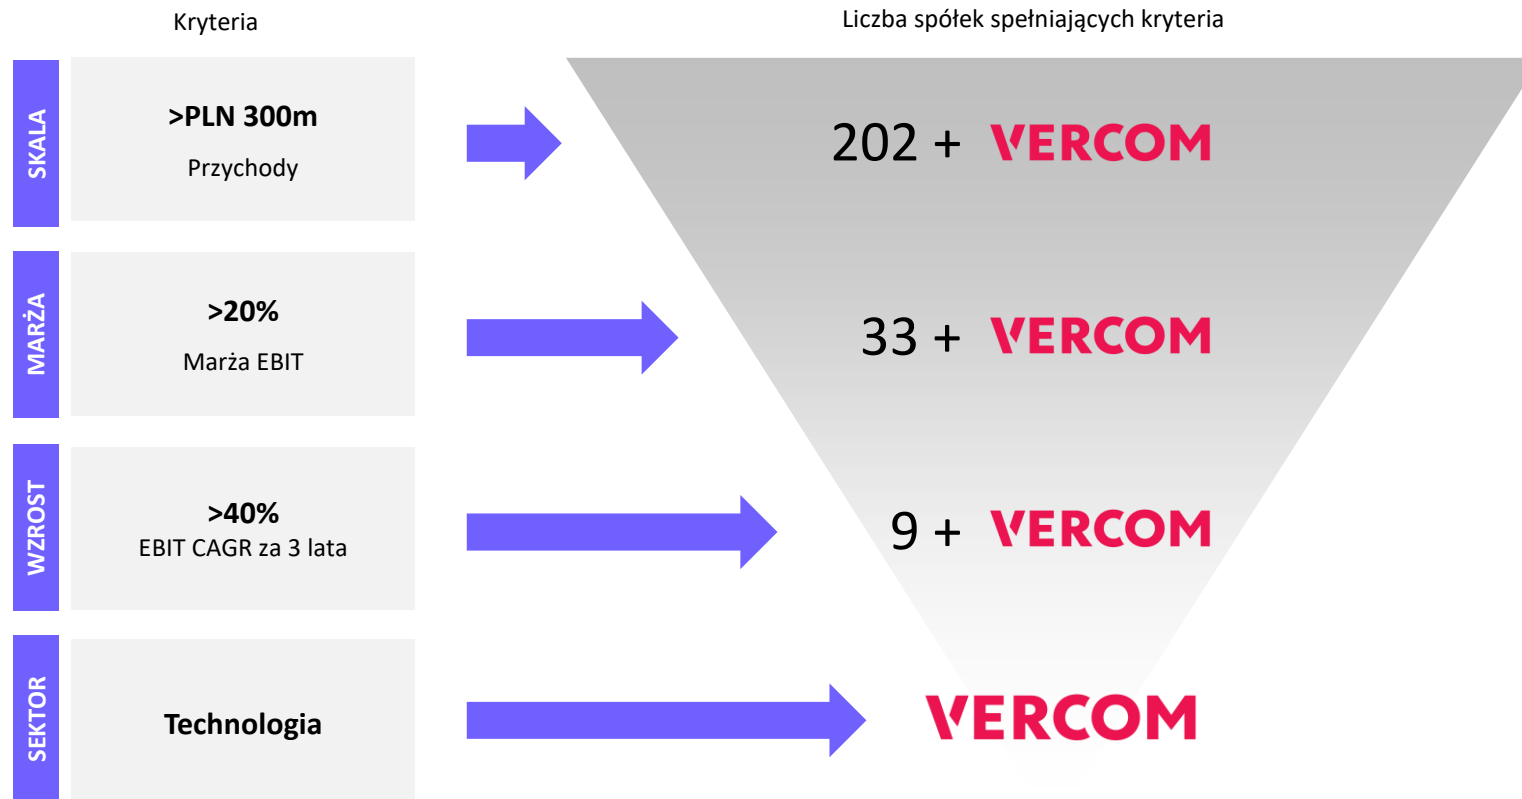 Kryteria
Liczba spółek spełniających kryteria
SKALA
>PLN 300m
Przychody
202 + VERCOM
MARŻA
>20%
Marża EBIT
33 + VERCOM
WZROST
>40%
EBIT CAGR za 3 lata
9 + VERCOM
SEKTOR
Technologia
VERCOM